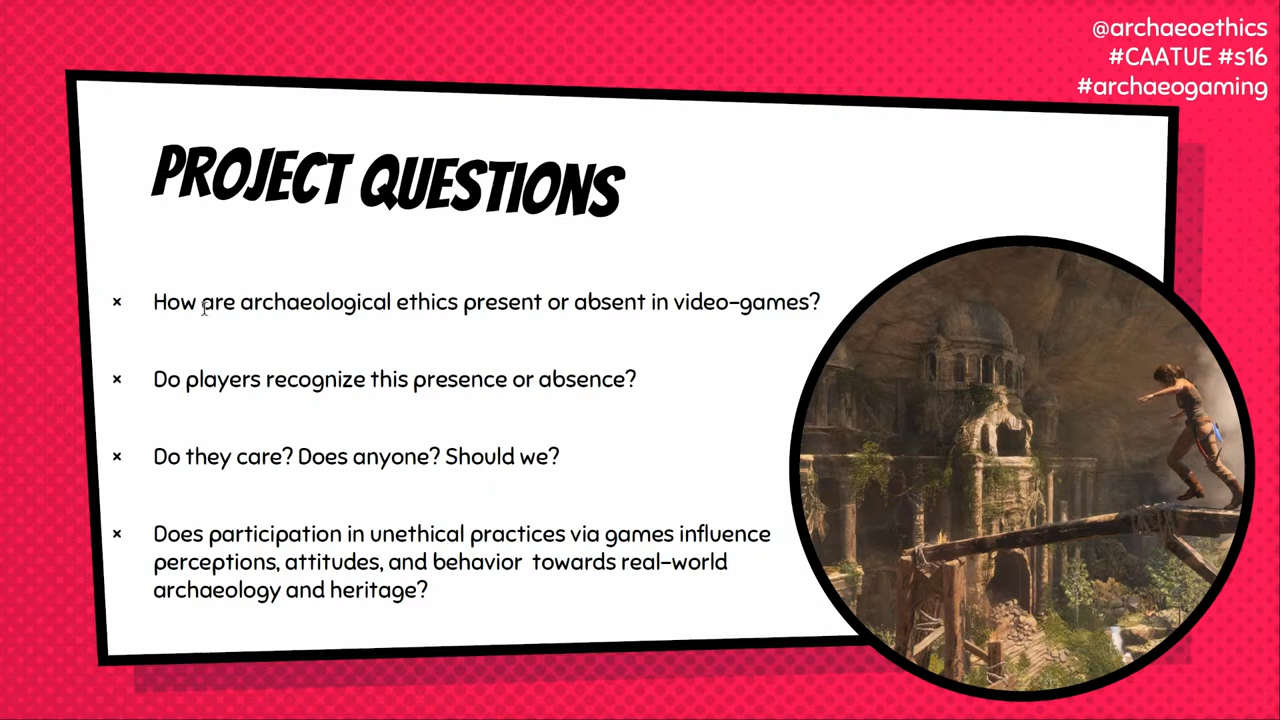 @archaeoethics
#CAATUE #s16
#archaeogaming
PROJECT QUESTIONS
× How are archaeological ethics present or absent in video-games?
× Do players recognize this presence or absence?
× Do they care? Does anyone? Should we?
× Does participation in unethical practices via games influence
perceptions, attitudes, and behavior  towards real-world
archaeology and heritage?